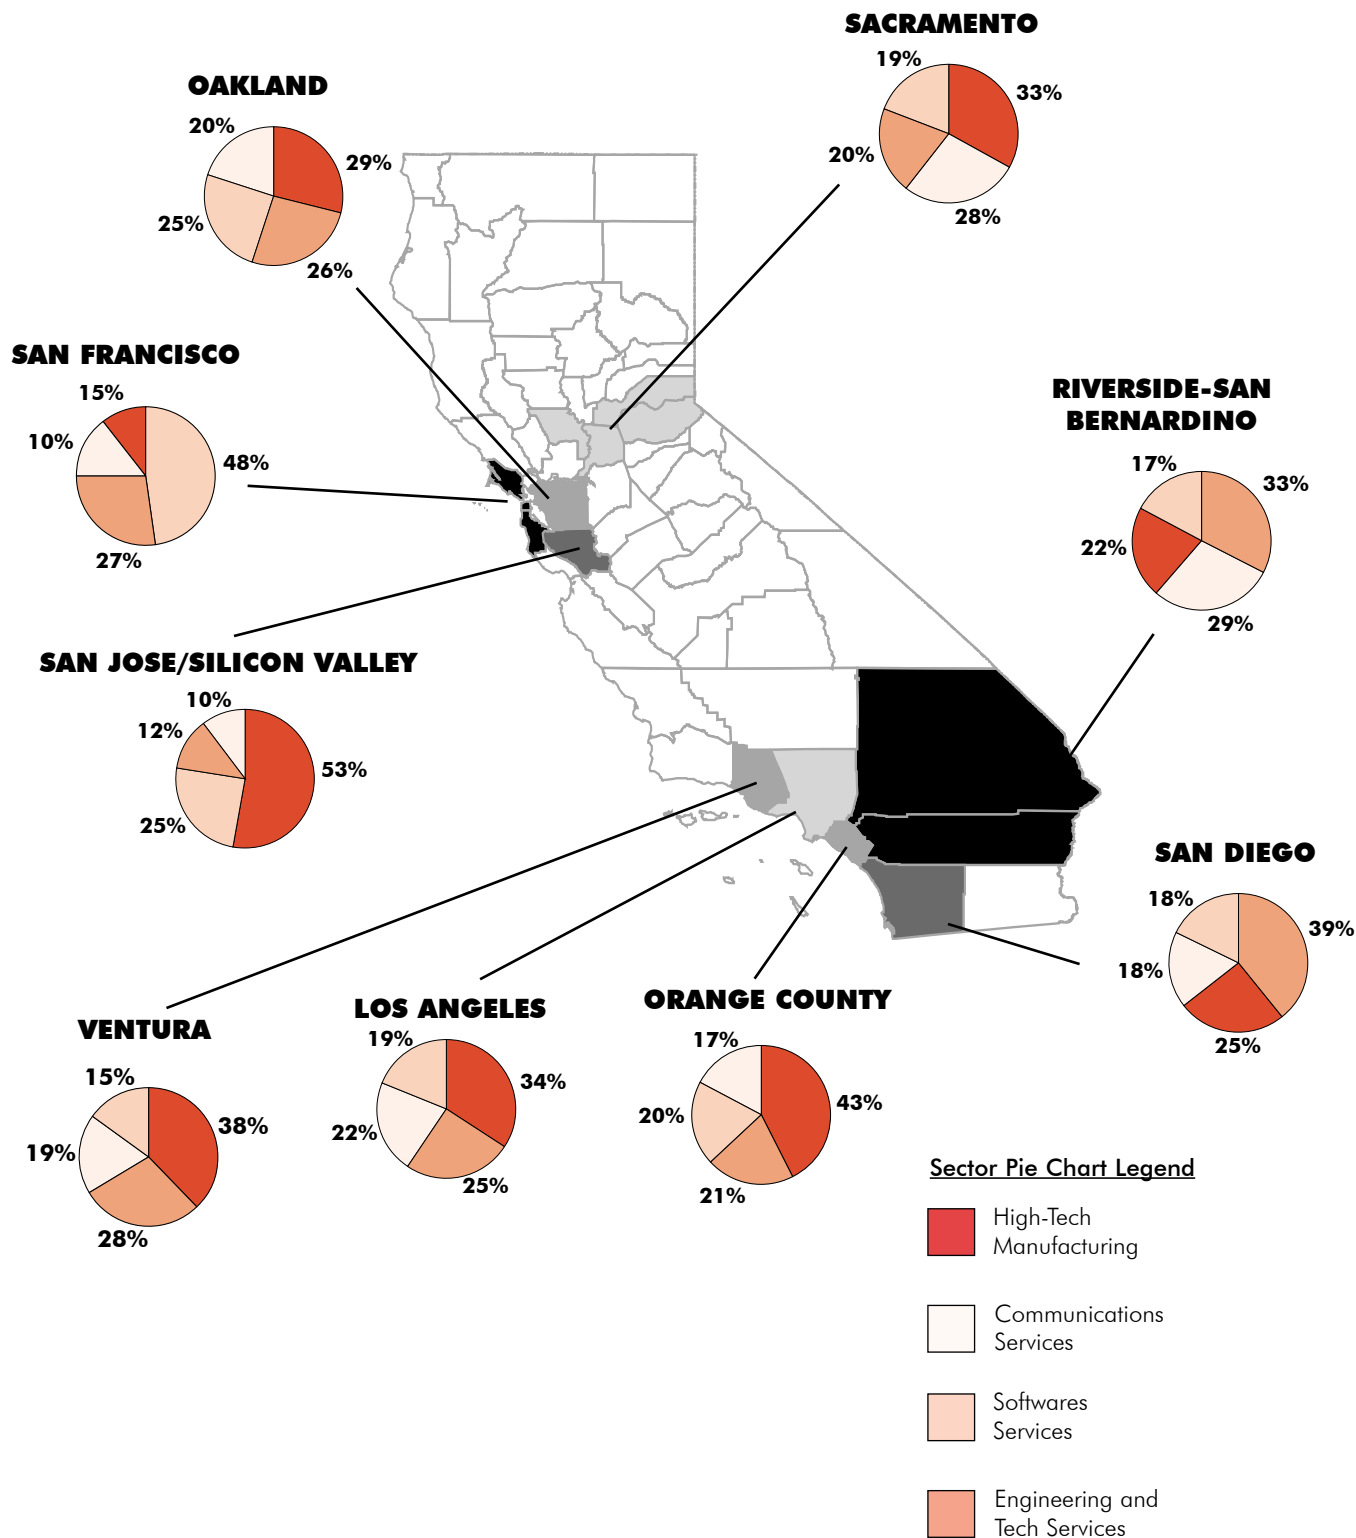 SACRAMENTO
19%
33%
20%
28%
OAKLAND
20%
29%
25%
26%
SAN FRANCISCO
15%
10%
48%
27%
RIVERSIDE-SAN
BERNARDINO
17%
33%
22%
29%
SAN JOSE/SILICON VALLEY
10%
12%
53%
25%
SAN DIEGO
18%
39%
18%
25%
VENTURA
15%
38%
19%
28%
LOS ANGELES
19%
34%
22%
25%
ORANGE COUNTY
17%
43%
20%
21%
Sector Pie Chart Legend
High-Tech
Manufacturing
Communications
Services
Softwares
Services
Engineering and
Tech Services